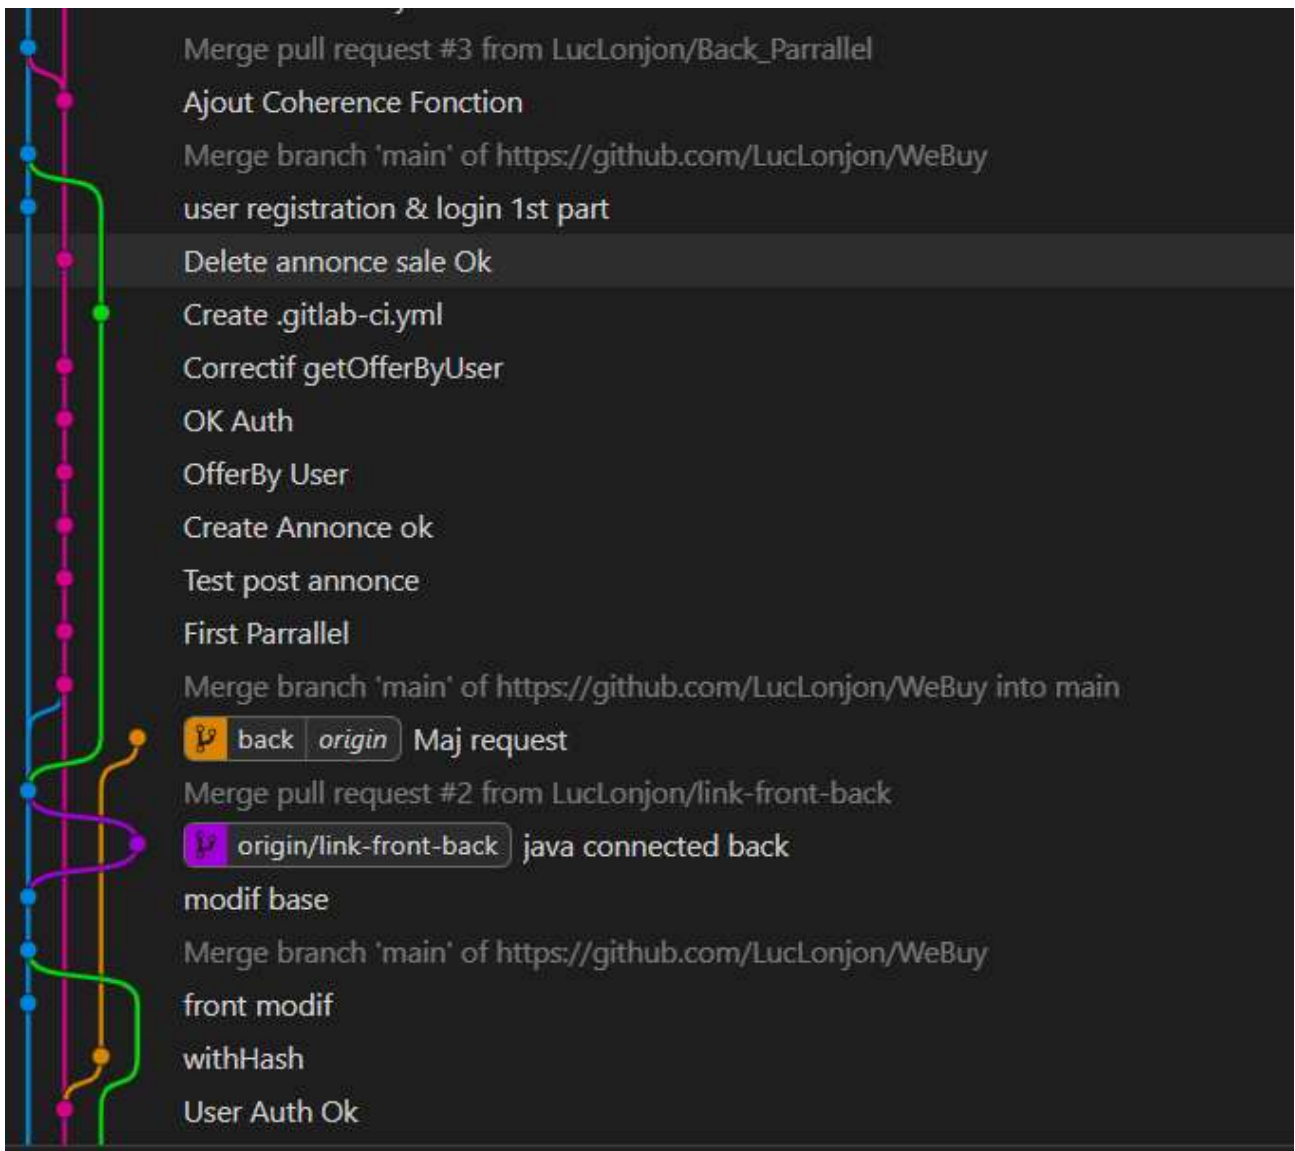 Merge pull request #3 from LucLonjon/Back_Parrallel
Ajout Coherence Fonction
Merge branch 'main' of https://github.com/LucLonjon/WeBuy
user registration & login 1st part
Delete annonce sale Ok
Create .gitlab-ci.yml
Correctif getOfferByUser
OK Auth
OfferBy User
Create Annonce ok
Test post annonce
First Parrallel
Merge branch 'main' of https://github.com/LucLonjon/WeBuy into main
back origin Maj request
Merge pull request #2 from LucLonjon/link-front-back
origin/link-front-back java connected back
modif base
Merge branch 'main' of https://github.com/LucLonjon/WeBuy
front modif
withHash
User Auth Ok